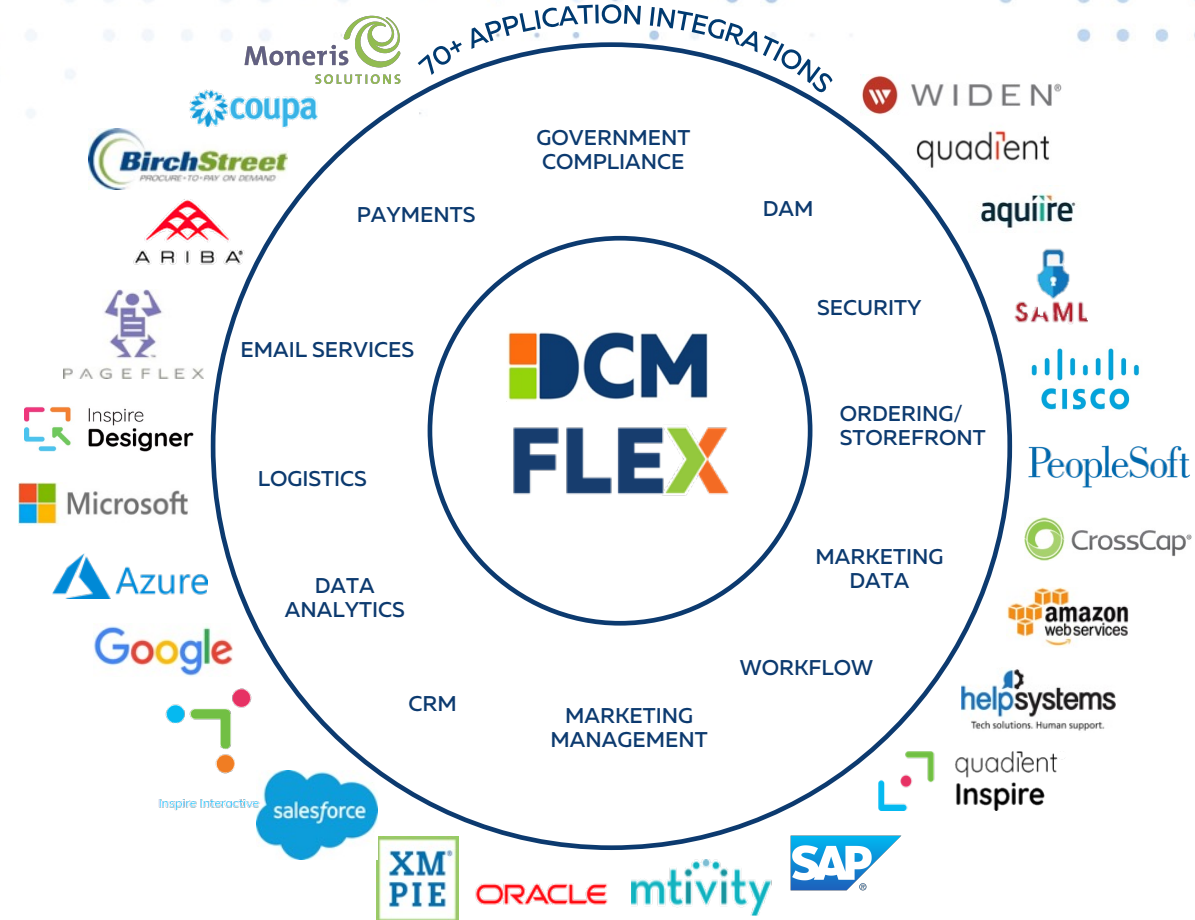 70+ APPLICATION INTEGRATIONS
Moneris
SOLUTIONS
coupa
BirchStreet
PROCURE-TO-PAY ON DEMAND
ARIBA®
PAGEFLEX™
Inspire
Designer
Microsoft
Azure
Google
Inspire Interactive
salesforce
XM®
PIE
ORACLE
mtivity
SAP®
quadient
Inspire
helpsystems
Tech solutions. Human support.
amazon
web services
CrossCap®
PeopleSoft
CISCO
SAML
aquiire
quadient
WIDEN®
GOVERNMENT
COMPLIANCE
DAM
SECURITY
ORDERING/
STOREFRONT
MARKETING
DATA
WORKFLOW
MARKETING
MANAGEMENT
CRM
DATA
ANALYTICS
LOGISTICS
EMAIL SERVICES
PAYMENTS
DCM
FLEX